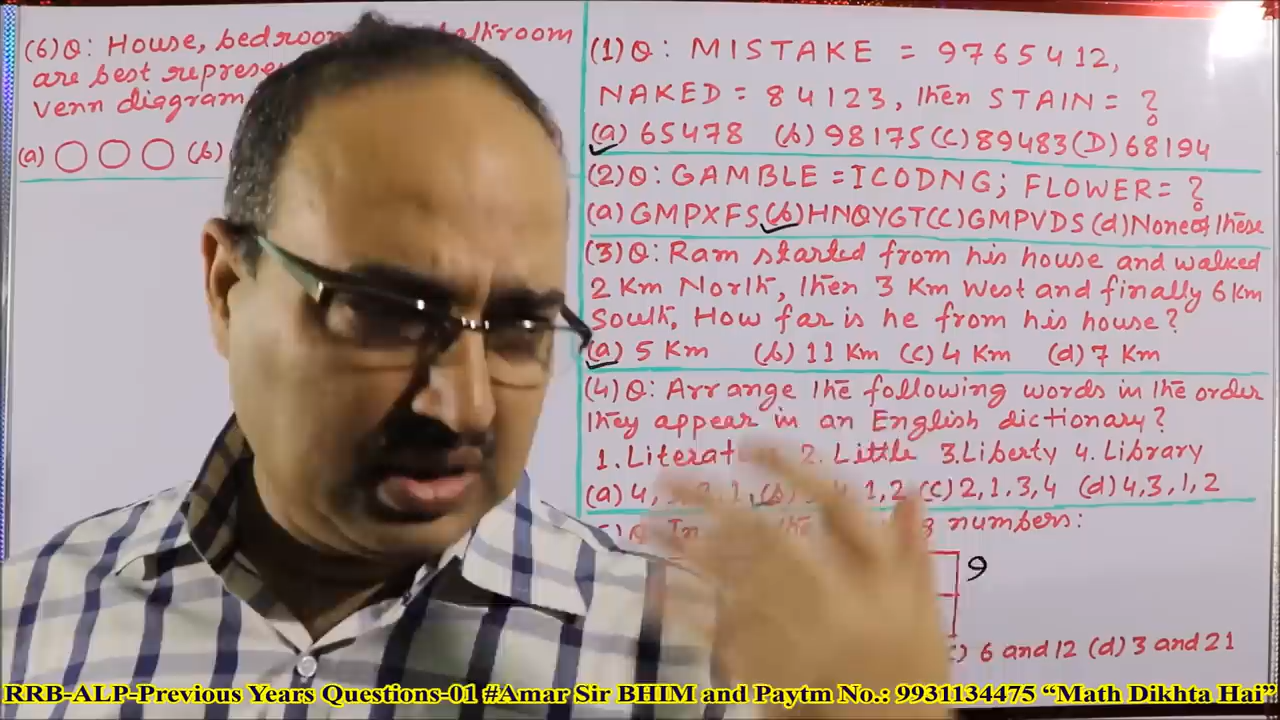 (6) Q: House, bedroom
are best
venn diagram
(a) ○ ○ ○ (b)
(1) Q: MISTAKE = 9765412,
NAKED = 84123, then STAIN = ?
(a) 65478 (b) 98175 (C) 89483 (D) 68194
(2) Q: GAMBLE = ICODNG; FLOWER = ?
(a) GMPXFS (b) HNQYGT (C) GMPVDS (d) None of these
(3) Q: Ram started from his house and walked
2 Km North, then 3 Km West and finally 6 Km
South, How far is he from his house?
(a) 5 Km (b) 11 Km (C) 4 Km (d) 7 Km
(4) Q: Arrange the following words in the order
they appear in an English dictionary?
1. 2. Little 3. Liberty 4. Library
(a) 4, 1, (b) 1, 2 (C) 2, 1, 3, 4 (d) 4, 3, 1, 2
Q: numbers:
9
6 and 12 (d) 3 and 21
RRB-ALP-Previous Years Questions-01 #Amar Sir BHIM and Paytm No.: 9931134475 “Math Dikhta Hai”